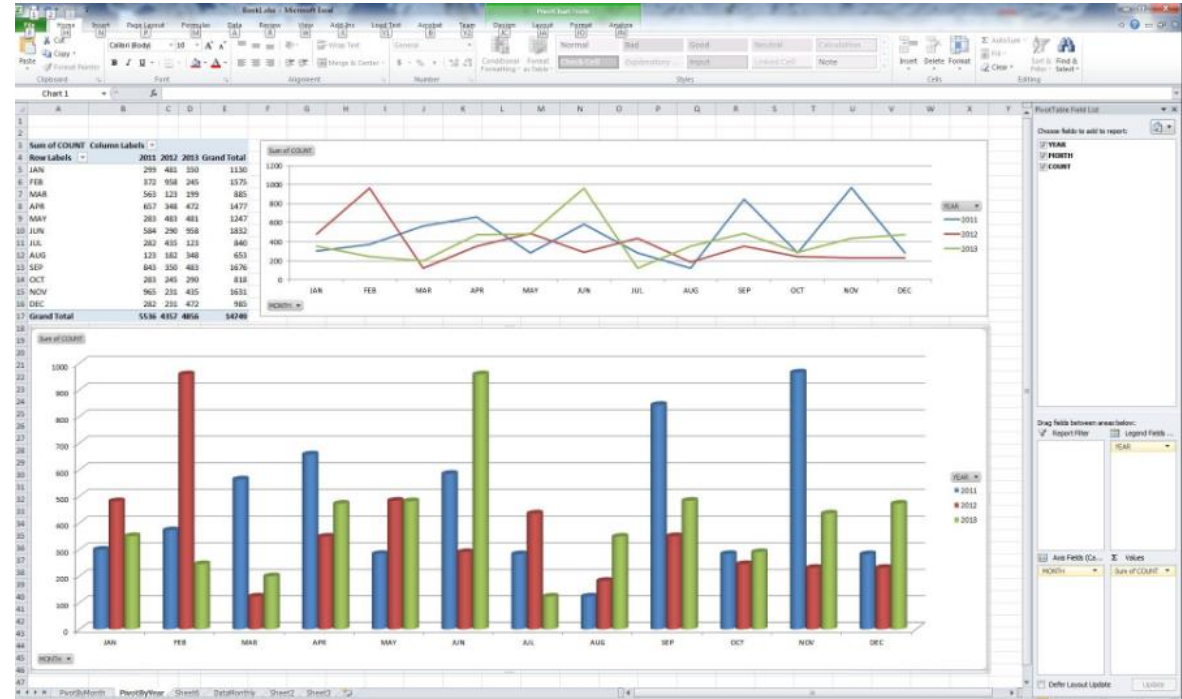 Book1.xlsx - Microsoft Excel
PivotChart Tools
File Home Insert Page Layout Formulas Data Review View Add-Ins Load Test Acrobat Team Design Layout Format Analyze
Cut
Copy
Format Painter
Paste
Calibri (Body) 10
Wrap Text
Merge & Center
General
Conditional Formatting
Format as Table
Normal Bad Good Neutral Calculation
Check Cell Explanatory ... Input Linked Cell Note
Insert Delete Format
AutoSum
Fill
Clear
Sort & Filter
Find & Select
Clipboard Font Alignment Number Styles Cells Editing
Chart 1
fx
A B C D E F G H I J K L M N O P Q R S T U V W X Y
Sum of COUNT Column Labels
Row Labels 2011 2012 2013 Grand Total
JAN 299 481 350 1130
FEB 372 958 245 1575
MAR 563 123 199 885
APR 657 348 472 1477
MAY 283 483 481 1247
JUN 584 290 958 1832
JUL 282 435 123 840
AUG 123 182 348 653
SEP 843 350 483 1676
OCT 283 245 290 818
NOV 965 231 435 1631
DEC 282 231 472 985
Grand Total 5536 4357 4856 14749
Sum of COUNT
1200
1000
800
600
400
200
0
JAN FEB MAR APR MAY JUN JUL AUG SEP OCT NOV DEC
MONTH
YEAR
2011
2012
2013
Sum of COUNT
1000
900
800
700
600
500
400
300
200
100
0
JAN FEB MAR APR MAY JUN JUL AUG SEP OCT NOV DEC
MONTH
YEAR
2011
2012
2013
PivotTable Field List
Choose fields to add to report:
YEAR
MONTH
COUNT
Drag fields between areas below:
Report Filter
Legend Fields ...
YEAR
Axis Fields (Ca...
Σ Values
MONTH
Sum of COUNT
Defer Layout Update
Update
PivotByMonth PivotByYear Sheet6 DataMonthly Sheet2 Sheet3